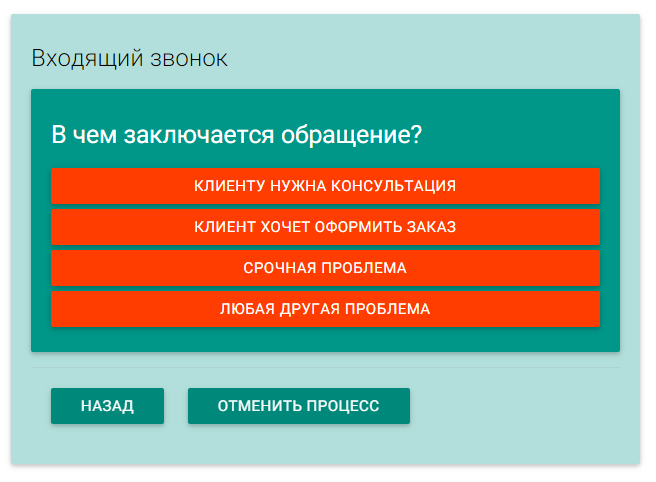 Входящий звонок
В чем заключается обращение?
КЛИЕНТУ НУЖНА КОНСУЛЬТАЦИЯ
КЛИЕНТ ХОЧЕТ ОФОРМИТЬ ЗАКАЗ
СРОЧНАЯ ПРОБЛЕМА
ЛЮБАЯ ДРУГАЯ ПРОБЛЕМА
НАЗАД ОТМЕНИТЬ ПРОЦЕСС